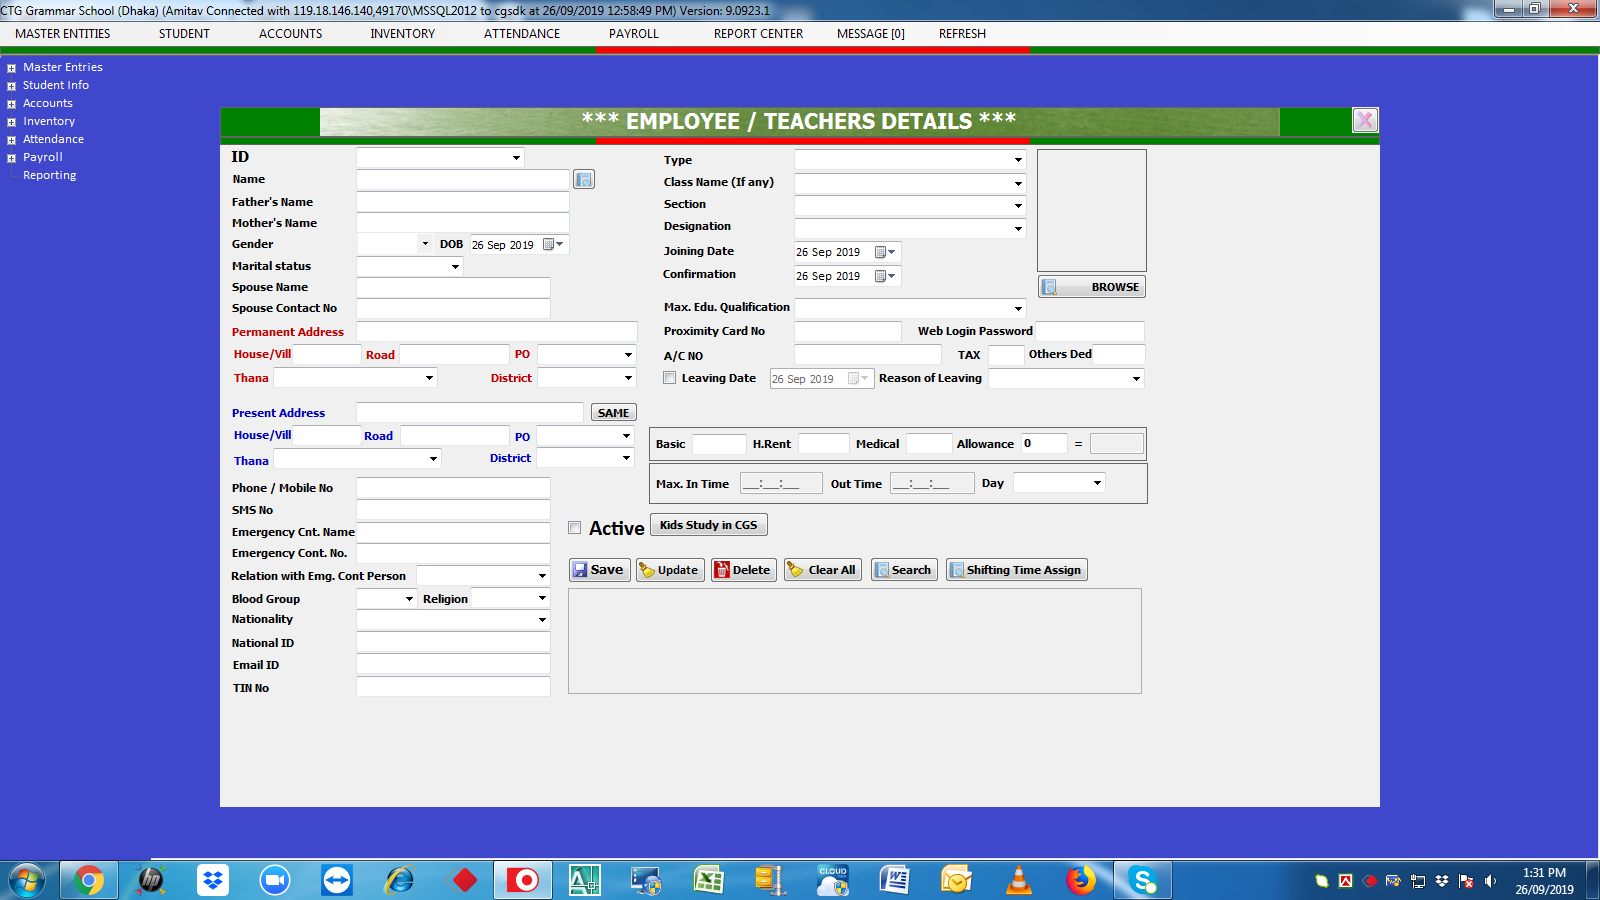 CTG Grammar School (Dhaka) (Amitav Connected with 119.18.146.140,49170\MSSQL2012 to cgsdk at 26/09/2019 12:58:49 PM) Version: 9.0923.1
MASTER ENTITIES STUDENT ACCOUNTS INVENTORY ATTENDANCE PAYROLL REPORT CENTER MESSAGE [0] REFRESH
Master Entries
Student Info
Accounts
Inventory
Attendance
Payroll
Reporting
*** EMPLOYEE / TEACHERS DETAILS ***
ID
Name
Father's Name
Mother's Name
Gender DOB 26 Sep 2019
Marital status
Spouse Name
Spouse Contact No
Permanent Address
House/Vill Road PO
Thana District
Present Address SAME
House/Vill Road PO
Thana District
Phone / Mobile No
SMS No
Emergency Cnt. Name
Emergency Cont. No.
Relation with Emg. Cont Person
Blood Group Religion
Nationality
National ID
Email ID
TIN No
Type
Class Name (If any)
Section
Designation
Joining Date 26 Sep 2019
Confirmation 26 Sep 2019
BROWSE
Max. Edu. Qualification
Proximity Card No Web Login Password
A/C NO TAX Others Ded
Leaving Date 26 Sep 2019 Reason of Leaving
Basic H.Rent Medical Allowance 0 =
Max. In Time __:__:__ Out Time __:__:__ Day
Active Kids Study in CGS
Save Update Delete Clear All Search Shifting Time Assign
CLOUD
1:31 PM
26/09/2019